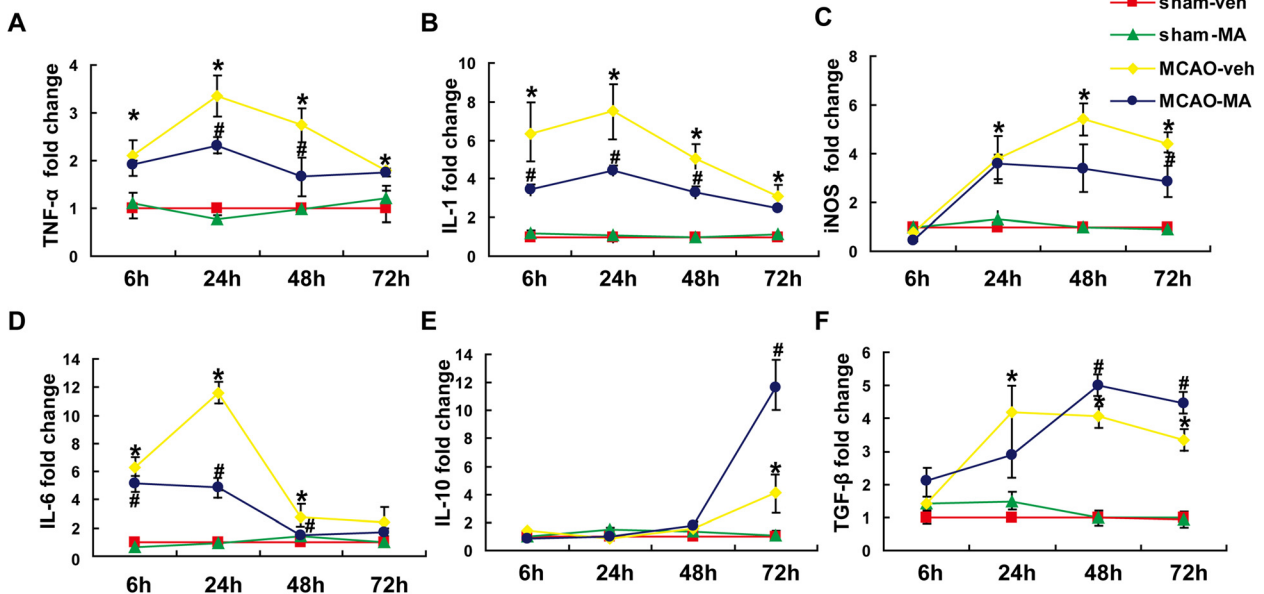 A
TNF-α fold change
4
3
2
1
0
6h 24h 48h 72h
* * * *
# #
B
IL-1 fold change
10
8
6
4
2
0
6h 24h 48h 72h
* * * *
# # #
C
iNOS fold change
8
6
4
2
0
6h 24h 48h 72h
* * *
#
sham-veh
sham-MA
MCAO-veh
MCAO-MA
D
IL-6 fold change
14
12
10
8
6
4
2
0
6h 24h 48h 72h
* * *
# # #
E
IL-10 fold change
14
12
10
8
6
4
2
0
6h 24h 48h 72h
#
*
F
TGF-β fold change
6
5
4
3
2
1
0
6h 24h 48h 72h
* # #
* *